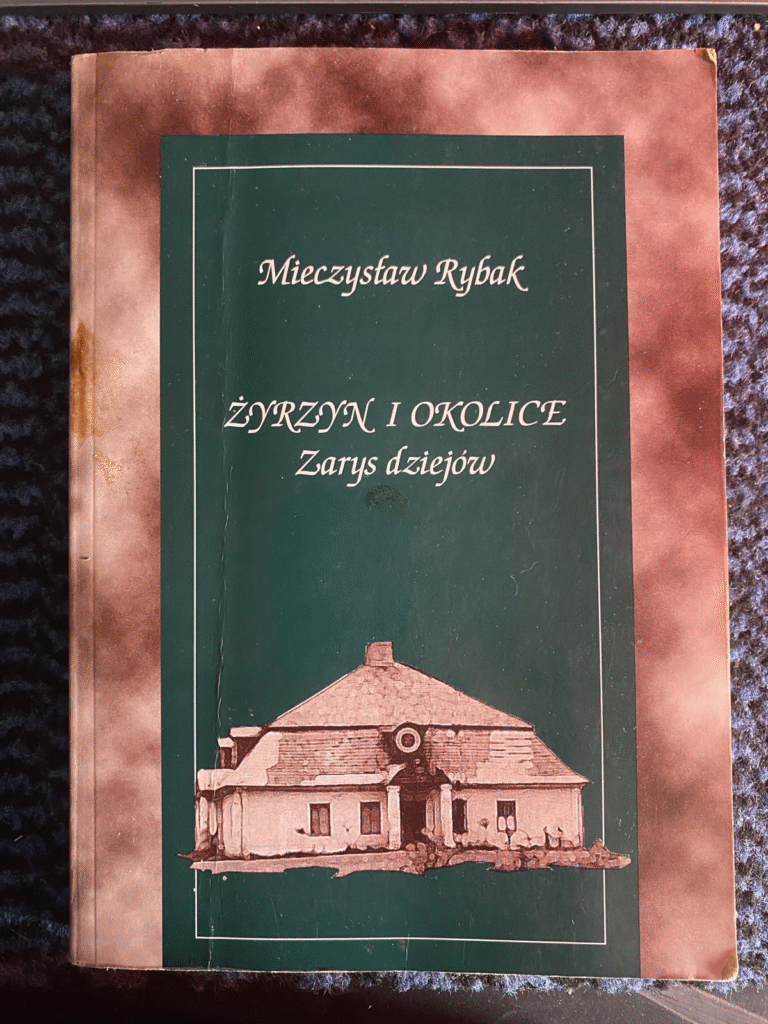 Mieczysław Rybak
ŻYRZYN I OKOLICE
Zarys dziejów